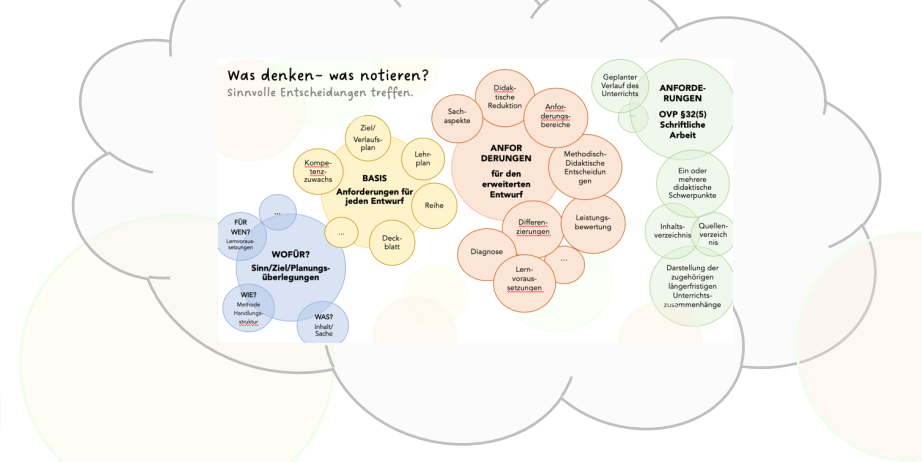 Was denken- was notieren?
Sinnvolle Entscheidungen treffen.
WOFÜR?
Sinn/Ziel/Planungs-
überlegungen
...
FÜR
WEN?
Lernvoraus-
setzungen
WIE?
Methode
Handlungs-
struktur
WAS?
Inhalt/
Sache
BASIS
Anforderungen für
jeden Entwurf
Ziel/
Verlaufs-
plan
Kompe-
tenz-
zuwachs
Lehr-
plan
Reihe
Deck-
blatt
...
ANFOR
DERUNGEN
für den
erweiterten
Entwurf
Sach-
aspekte
Didak-
tische
Reduktion
Anfor-
derungs-
bereiche
Methodisch-
Didaktische
Entscheidun
gen
Leistungs-
bewertung
Differen-
zierungen
...
Diagnose
Lern-
voraus-
setzungen
ANFORDE-
RUNGEN
OVP §32(5)
Schriftliche
Arbeit
Geplanter
Verlauf des
Unterrichts
...
Ein oder
mehrere
didaktische
Schwerpunkte
Inhalts-
verzeichnis
Quellen-
verzeich
nis
Darstellung der
zugehörigen
längerfristigen
Unterrichts-
zusammenhänge